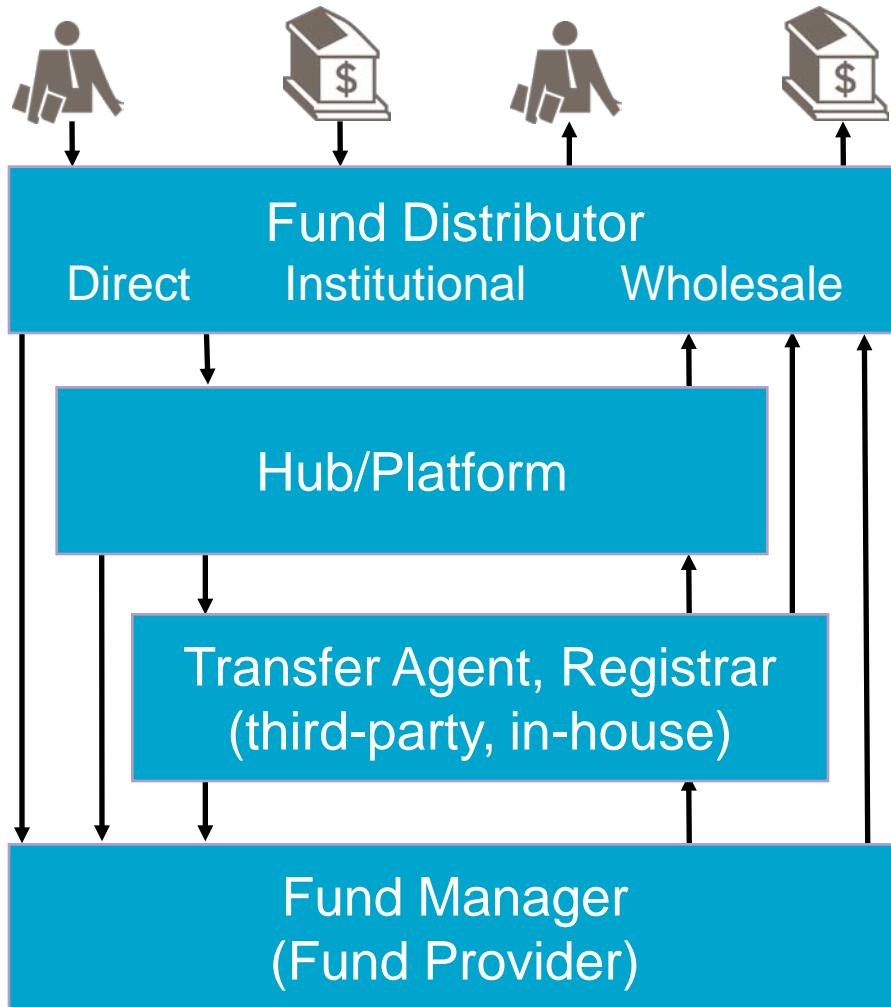 $
$
Fund Distributor
Direct Institutional Wholesale
Hub/Platform
Transfer Agent, Registrar
(third-party, in-house)
Fund Manager
(Fund Provider)